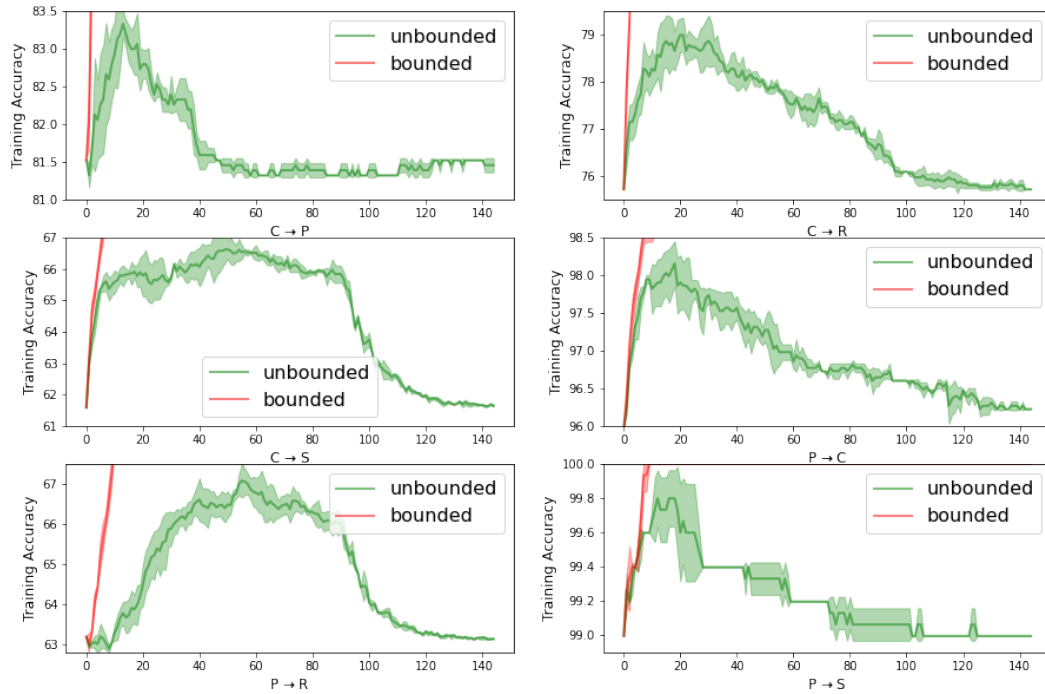 83.5
83.0
82.5
82.0
81.5
81.0
Training Accuracy
unbounded
bounded
0 20 40 60 80 100 120 140
C → P
79
78
77
76
Training Accuracy
unbounded
bounded
0 20 40 60 80 100 120 140
C → R
67
66
65
64
63
62
61
Training Accuracy
unbounded
bounded
0 20 40 60 80 100 120 140
C → S
98.5
98.0
97.5
97.0
96.5
96.0
Training Accuracy
unbounded
bounded
0 20 40 60 80 100 120 140
P → C
67
66
65
64
63
Training Accuracy
unbounded
bounded
0 20 40 60 80 100 120 140
P → R
100.0
99.8
99.6
99.4
99.2
99.0
Training Accuracy
unbounded
bounded
0 20 40 60 80 100 120 140
P → S